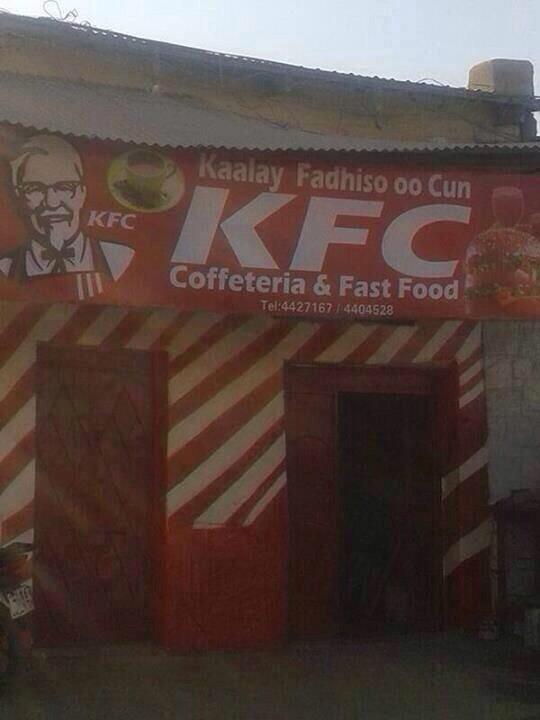 Kaalay Fadhiso oo Cun
KFC
KFC
Coffeteria & Fast Food
Tel:4427167 / 4404528